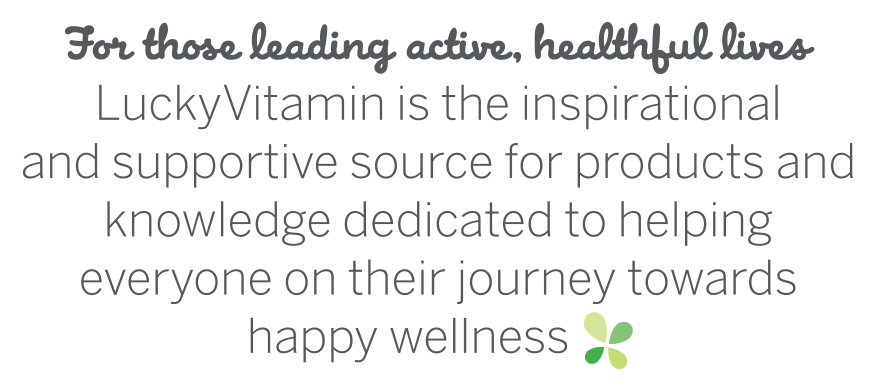 For those leading active, healthful lives
LuckyVitamin is the inspirational
and supportive source for products and
knowledge dedicated to helping
everyone on their journey towards
happy wellness